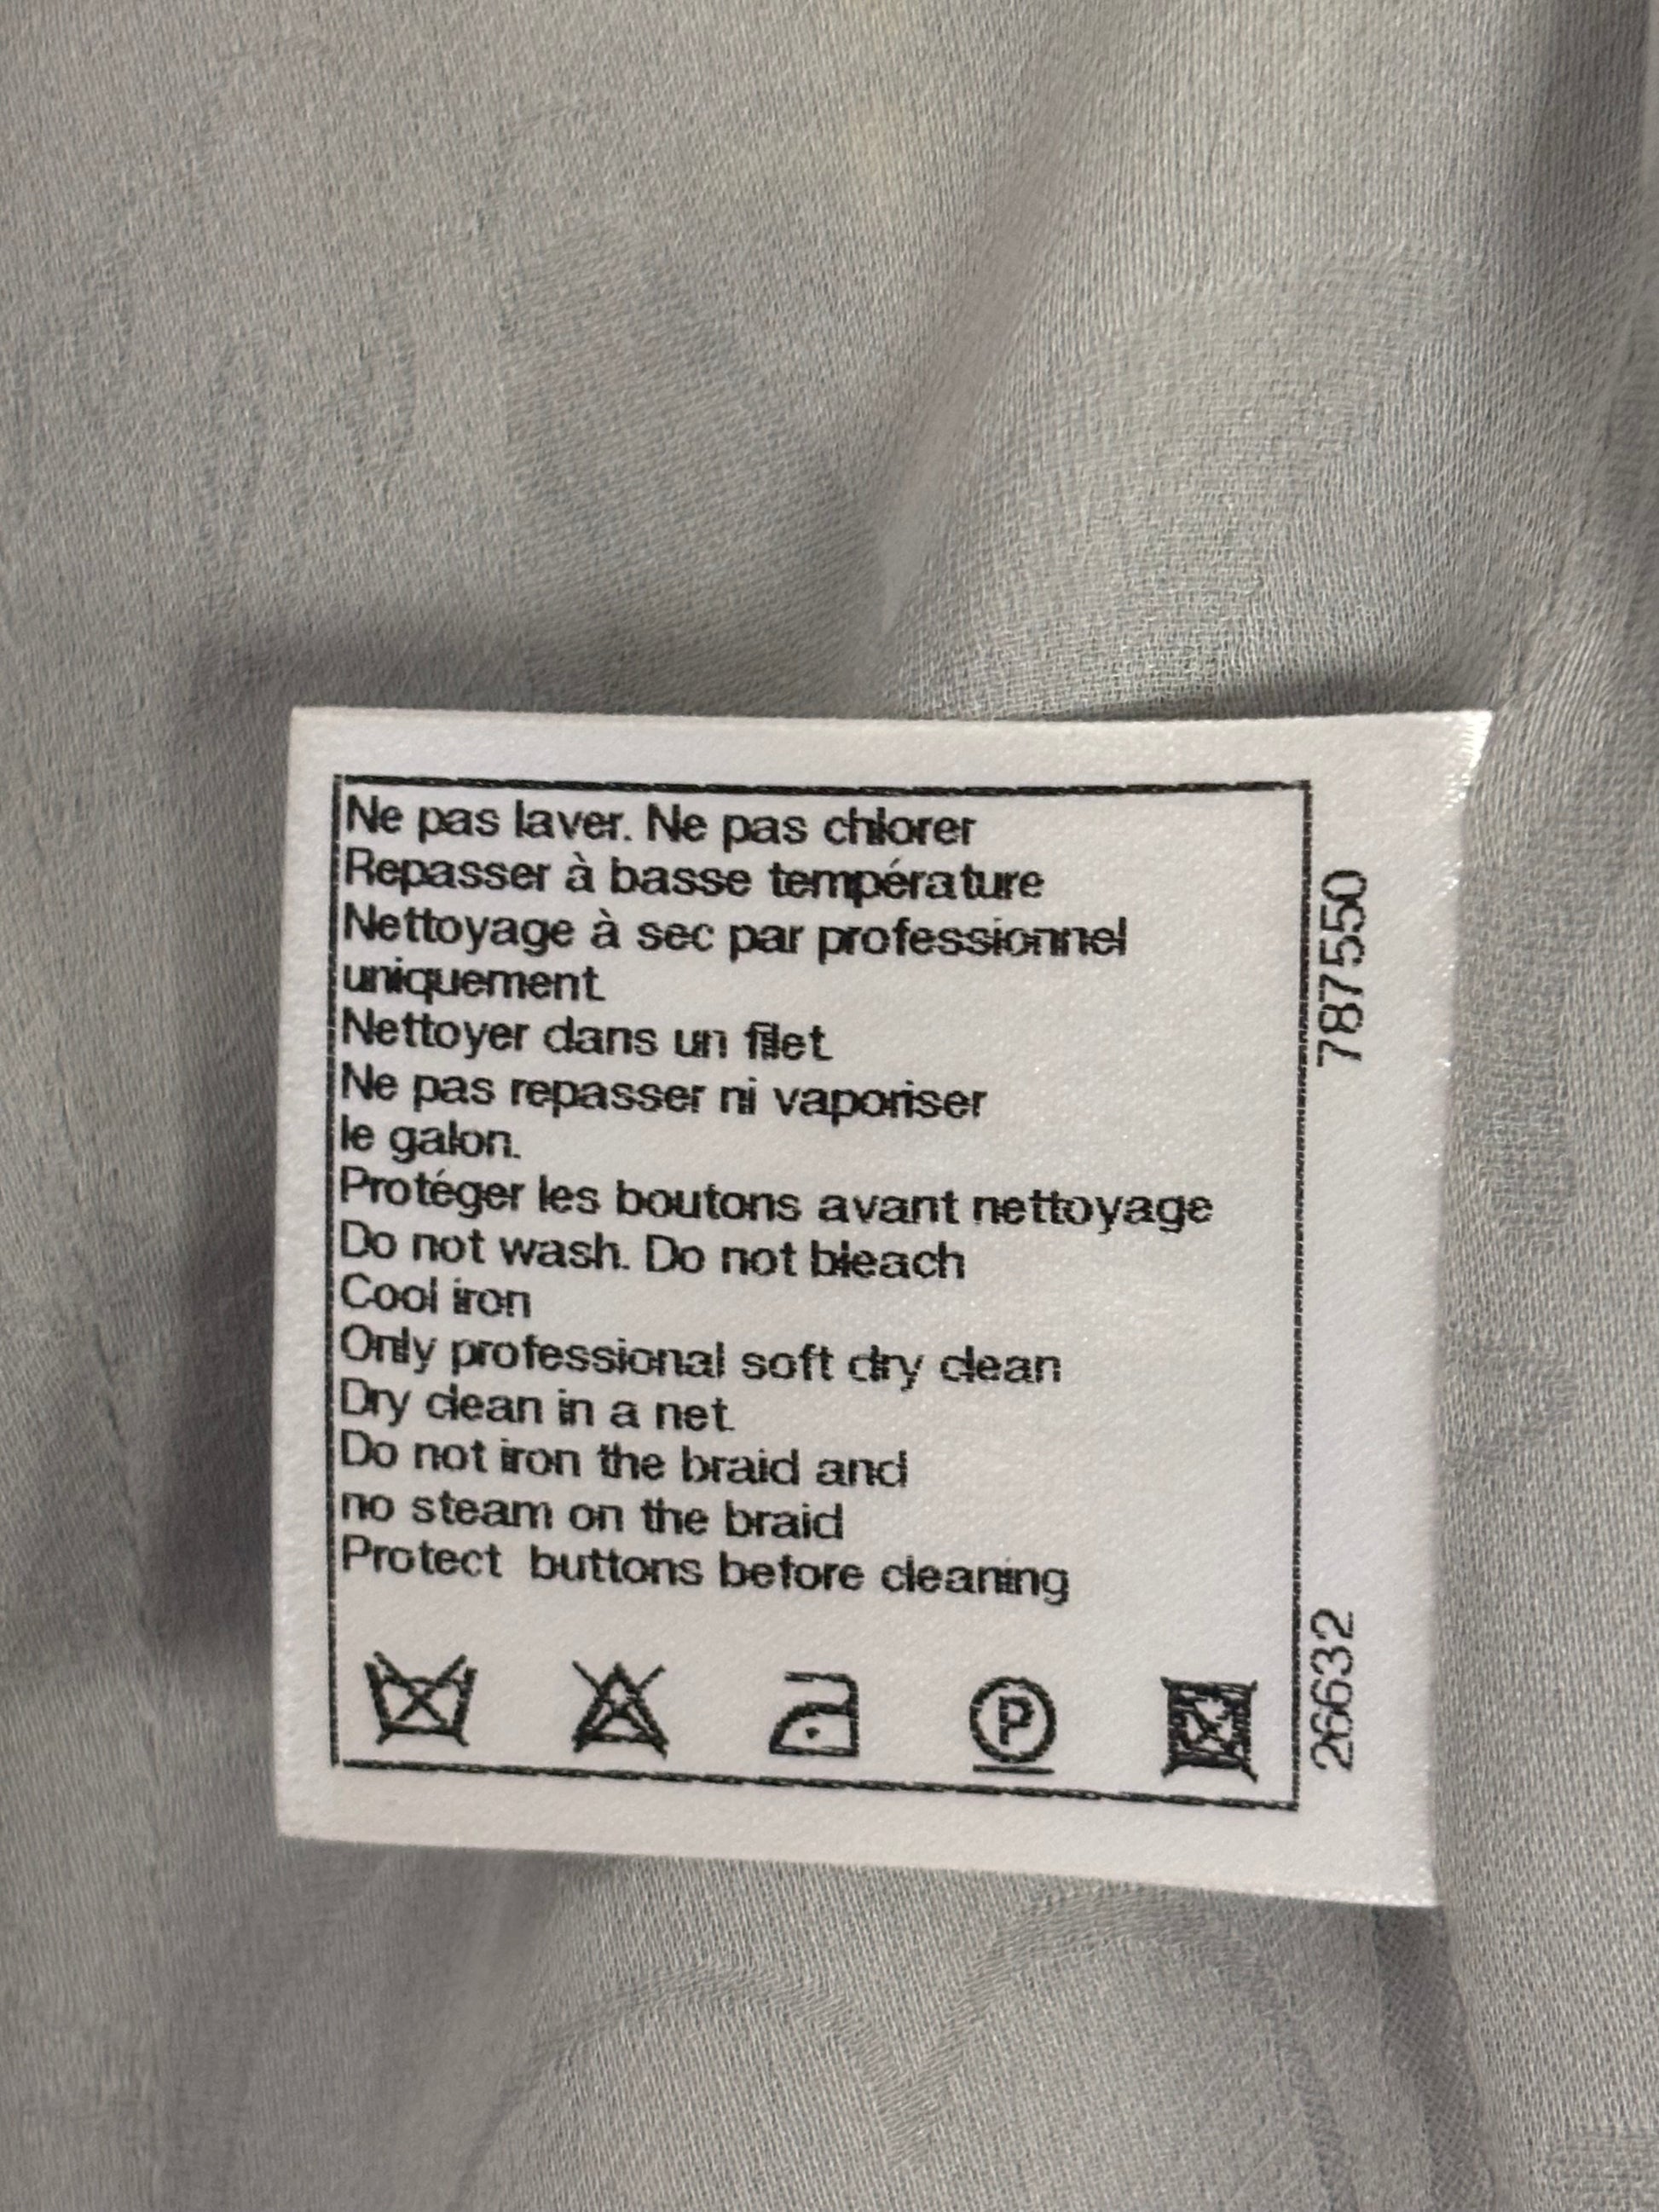 Ne pas laver. Ne pas chlorer
Repasser à basse température
Nettoyage à sec par professionnel
uniquement.
Nettoyer dans un filet.
Ne pas repasser ni vaporiser
le galon.
Protéger les boutons avant nettoyage
Do not wash. Do not bleach
Cool iron
Only professional soft dry clean
Dry clean in a net.
Do not iron the braid and
no steam on the braid
Protect buttons before cleaning
P
787550
26632